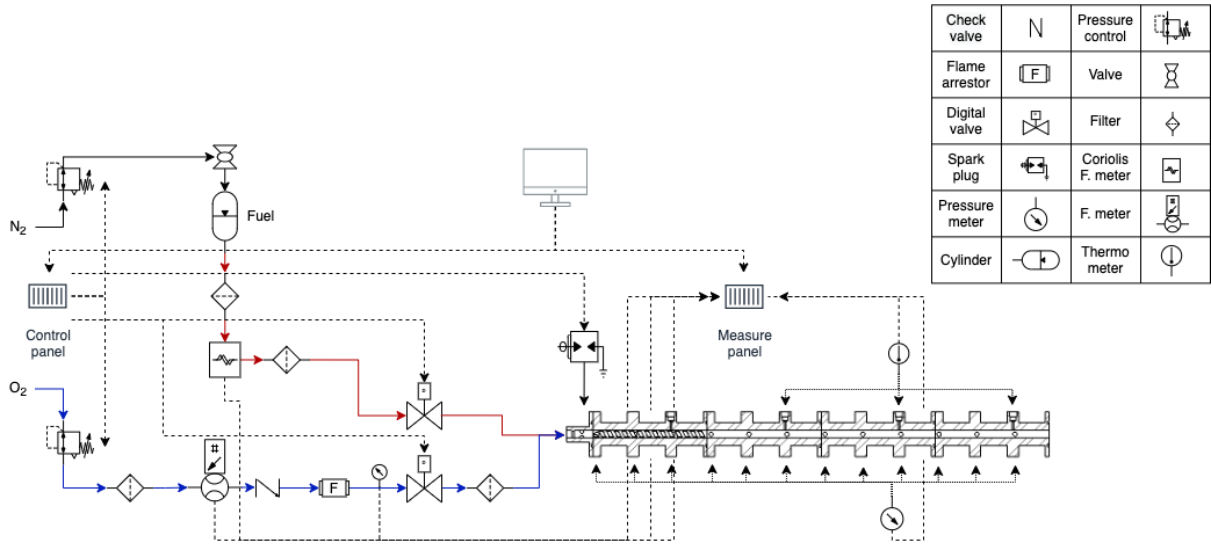 Check
valve
N
Pressure
control
Flame
arrestor
F
Valve
Digital
valve
Filter
Spark
plug
Coriolis
F. meter
Pressure
meter
F. meter
#
Cylinder
Thermo
meter
N2
Fuel
Control
panel
Measure
panel
O2
#
F